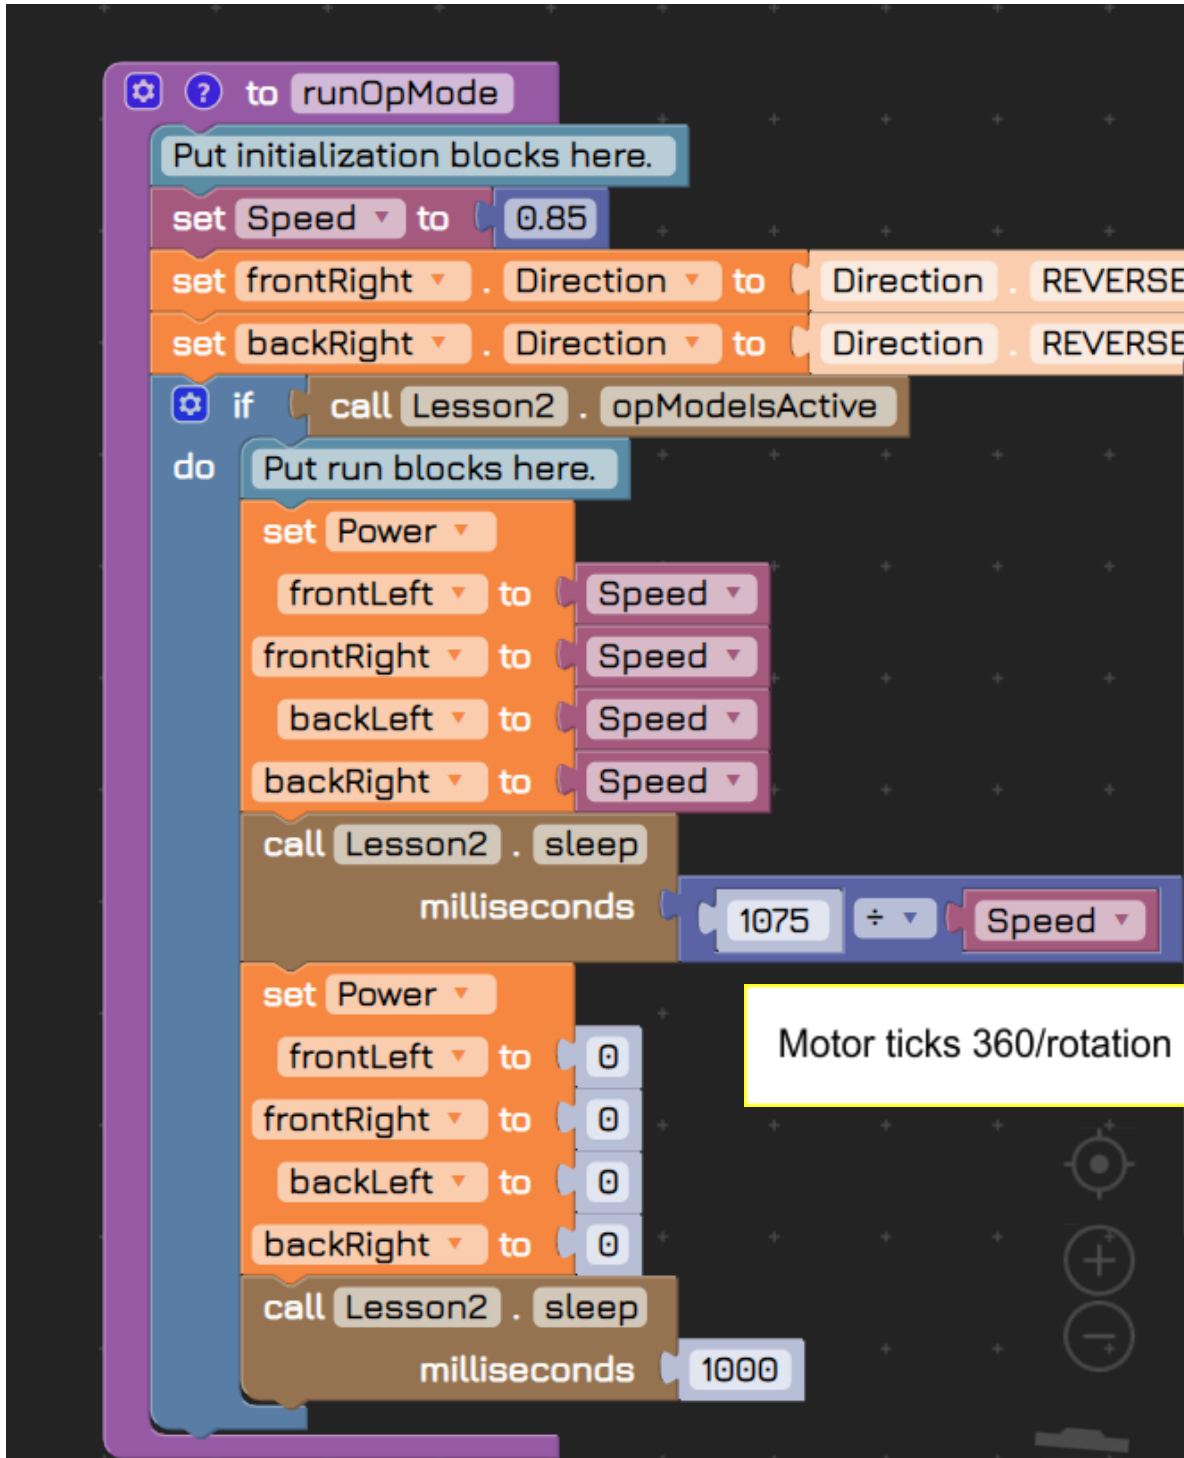 ? to runOpMode
Put initialization blocks here.
set Speed to 0.85
set frontRight . Direction to Direction . REVERSE
set backRight . Direction to Direction . REVERSE
if call Lesson2 . opModeIsActive
do Put run blocks here.
set Power
frontLeft to Speed
frontRight to Speed
backLeft to Speed
backRight to Speed
call Lesson2 . sleep
milliseconds 1075 ÷ Speed
set Power
Motor ticks 360/rotation
frontLeft to 0
frontRight to 0
backLeft to 0
backRight to 0
call Lesson2 . sleep
milliseconds 1000